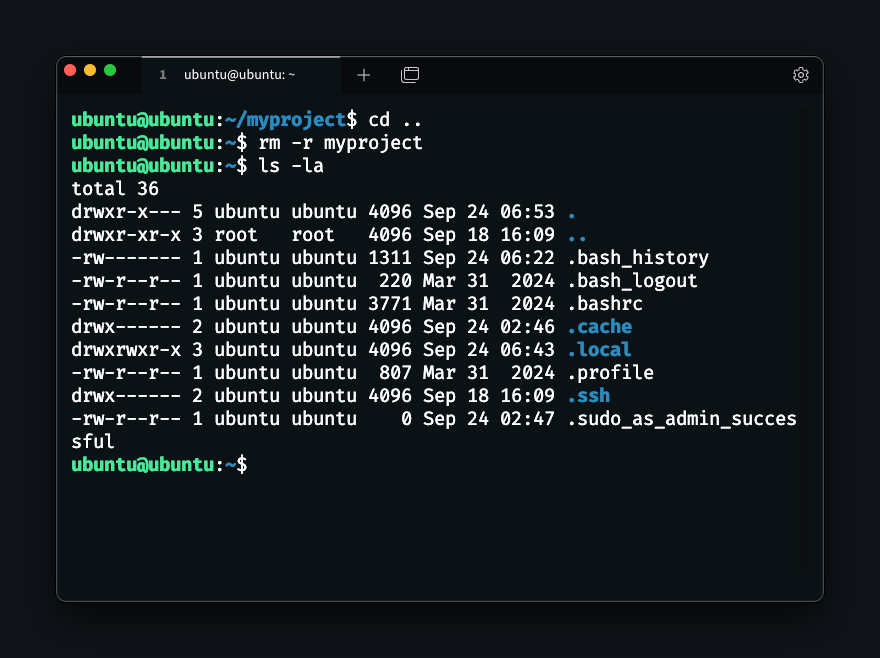 1 ubuntu@ubuntu: ~
ubuntu@ubuntu:~/myproject$ cd ..
ubuntu@ubuntu:~$ rm -r myproject
ubuntu@ubuntu:~$ ls -la
total 36
drwxr-x--- 5 ubuntu ubuntu 4096 Sep 24 06:53 .
drwxr-xr-x 3 root   root   4096 Sep 18 16:09 ..
-rw------- 1 ubuntu ubuntu 1311 Sep 24 06:22 .bash_history
-rw-r--r-- 1 ubuntu ubuntu  220 Mar 31  2024 .bash_logout
-rw-r--r-- 1 ubuntu ubuntu 3771 Mar 31  2024 .bashrc
drwx------ 2 ubuntu ubuntu 4096 Sep 24 02:46 .cache
drwxrwxr-x 3 ubuntu ubuntu 4096 Sep 24 06:43 .local
-rw-r--r-- 1 ubuntu ubuntu  807 Mar 31  2024 .profile
drwx------ 2 ubuntu ubuntu 4096 Sep 18 16:09 .ssh
-rw-r--r-- 1 ubuntu ubuntu    0 Sep 24 02:47 .sudo_as_admin_succes
sful
ubuntu@ubuntu:~$